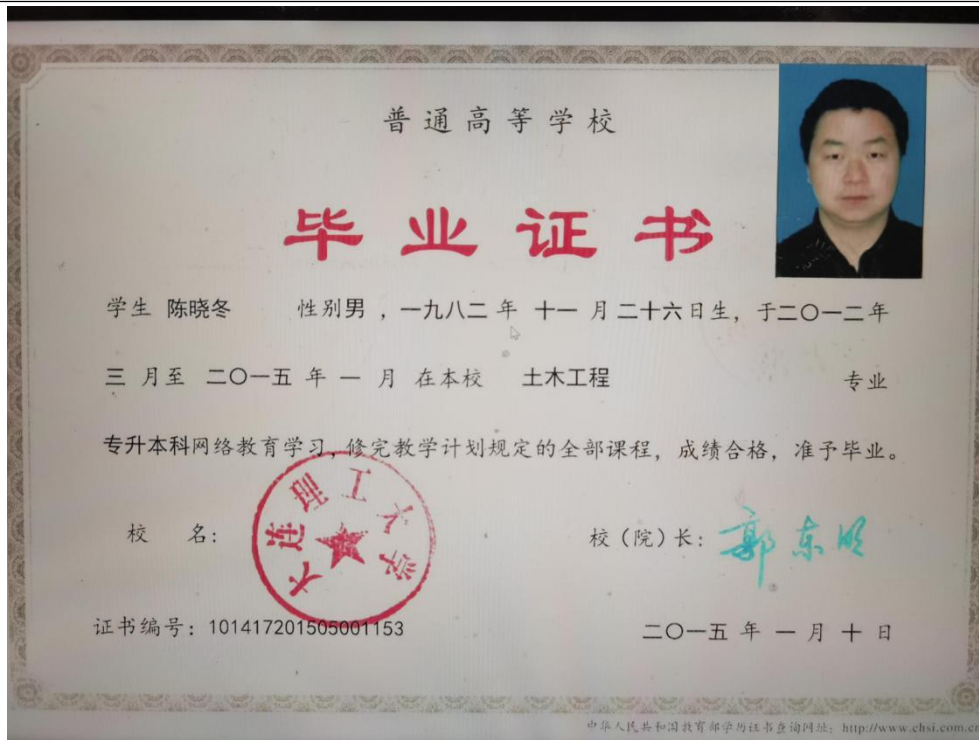 普通高等学校
毕业证书
学生 陈晓冬 性别男 ，一九八二 年 十一 月 二十六日生，于二〇一二年
三 月至 二〇一五 年 一 月 在本校 土木工程 专业
专升本科网络教育学习，修完教学计划规定的全部课程，成绩合格，准予毕业。
校 名：
大连理工大学
校（院）长：郭东明
证书编号：101417201505001153
二〇一五 年 一 月 十 日
中华人民共和国教育部学历证书查询网址：http://www.chsi.com.cn